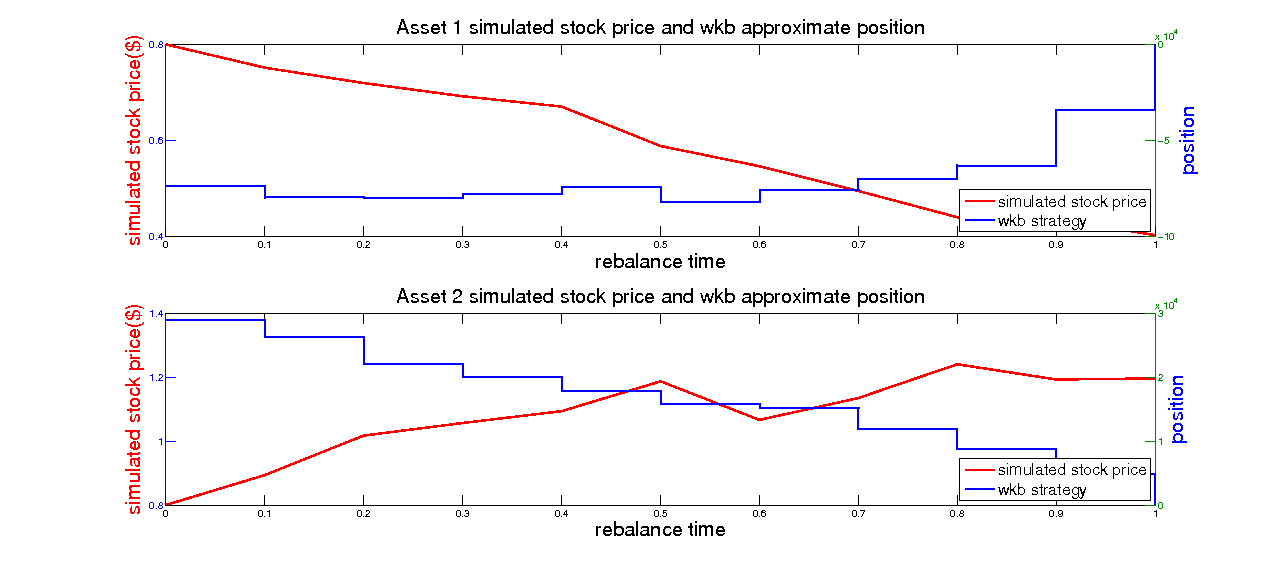 Asset 1 simulated stock price and wkb approximate position
x 10^4
0.8
0.6
0.4
simulated stock price($)
0
-5
-10
position
simulated stock price
wkb strategy
0 0.1 0.2 0.3 0.4 0.5 0.6 0.7 0.8 0.9 1
rebalance time
Asset 2 simulated stock price and wkb approximate position
x 10^4
1.4
1.2
1
0.8
simulated stock price($)
3
2
1
0
position
simulated stock price
wkb strategy
0 0.1 0.2 0.3 0.4 0.5 0.6 0.7 0.8 0.9 1
rebalance time